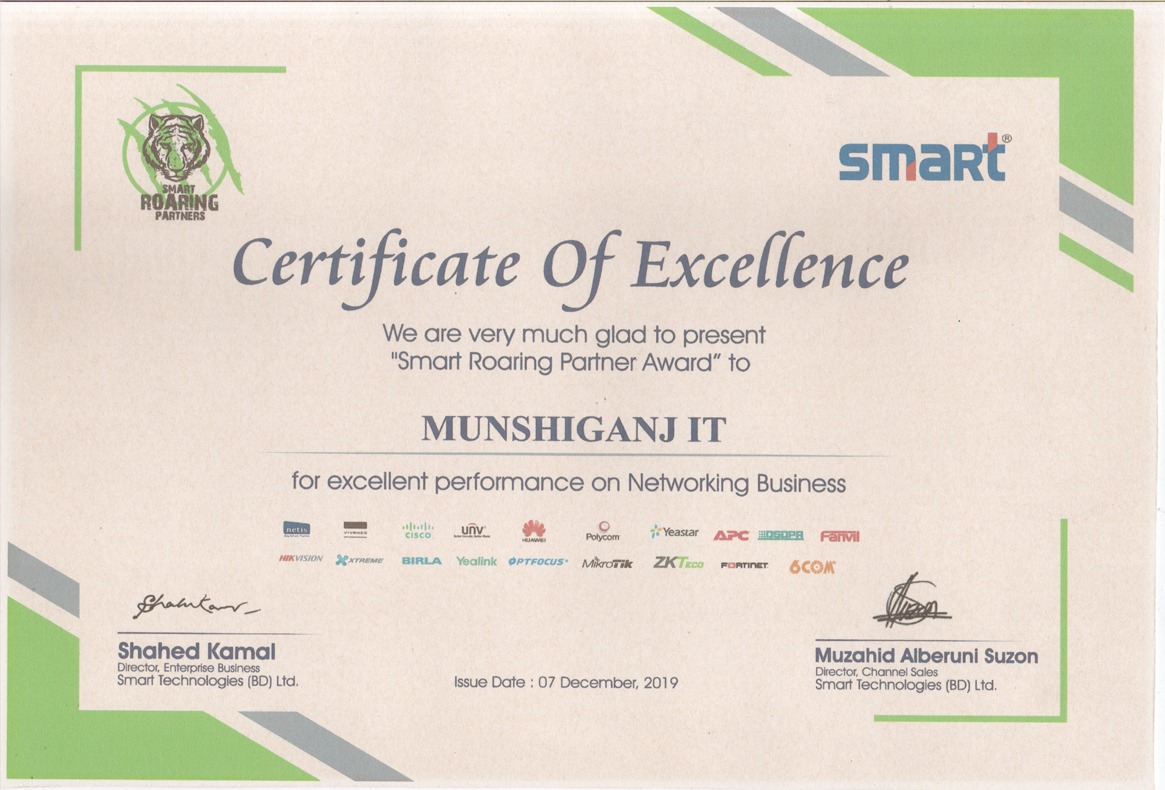 SMART
ROARING
PARTNERS
smart®
Certificate Of Excellence
We are very much glad to present
"Smart Roaring Partner Award” to
MUNSHIGANJ IT
for excellent performance on Networking Business
netis VIVANCO CISCO unv HUAWEI Polycom Yeastar APC DSPPA Fanvil
HIKVISION XTREME BIRLA Yealink OPTFOCUS MikroTik ZKTECO FORTINET 6COM
Shahed Kamal
Director, Enterprise Business
Smart Technologies (BD) Ltd.
Issue Date : 07 December, 2019
Muzahid Alberuni Suzon
Director, Channel Sales
Smart Technologies (BD) Ltd.